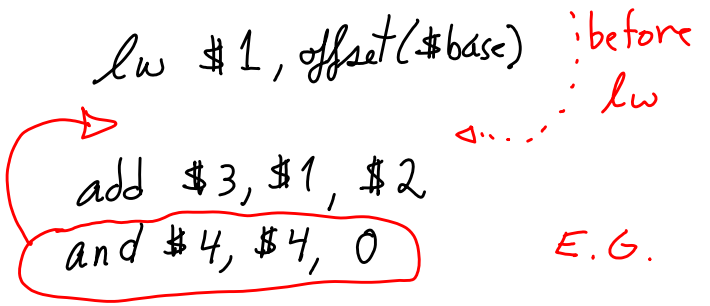 lw $1, offset($base)
before
lw
add $3, $1, $2
and $4, $4, 0
E.G.